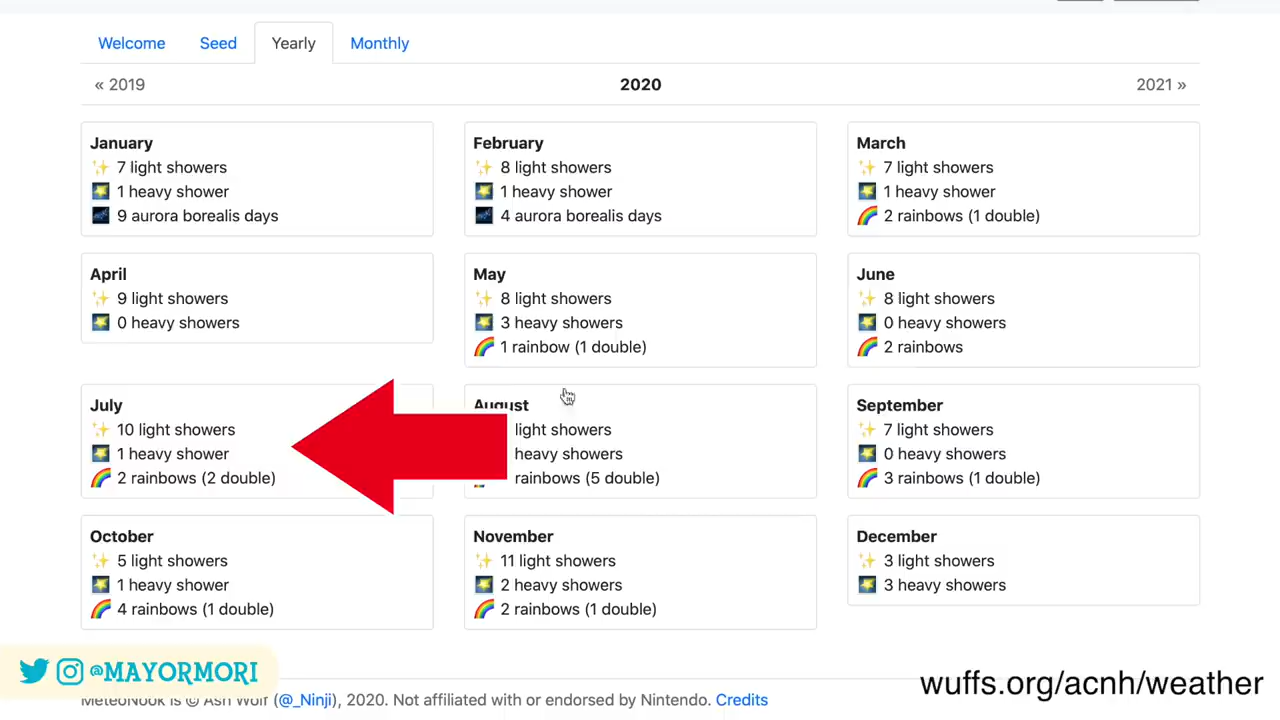 Welcome
Seed
Yearly
Monthly
« 2019
2020
2021 »
January
7 light showers
1 heavy shower
9 aurora borealis days
February
8 light showers
1 heavy shower
4 aurora borealis days
March
7 light showers
1 heavy shower
2 rainbows (1 double)
April
9 light showers
0 heavy showers
May
8 light showers
3 heavy showers
1 rainbow (1 double)
June
8 light showers
0 heavy showers
2 rainbows
July
10 light showers
1 heavy shower
2 rainbows (2 double)
August
light showers
heavy showers
rainbows (5 double)
September
7 light showers
0 heavy showers
3 rainbows (1 double)
October
5 light showers
1 heavy shower
4 rainbows (1 double)
November
11 light showers
2 heavy showers
2 rainbows (1 double)
December
3 light showers
3 heavy showers
@MAYORMORI
wuffs.org/acnh/weather
MeteoNook is © Ash Wolf (@_Ninji), 2020. Not affiliated with or endorsed by Nintendo. Credits